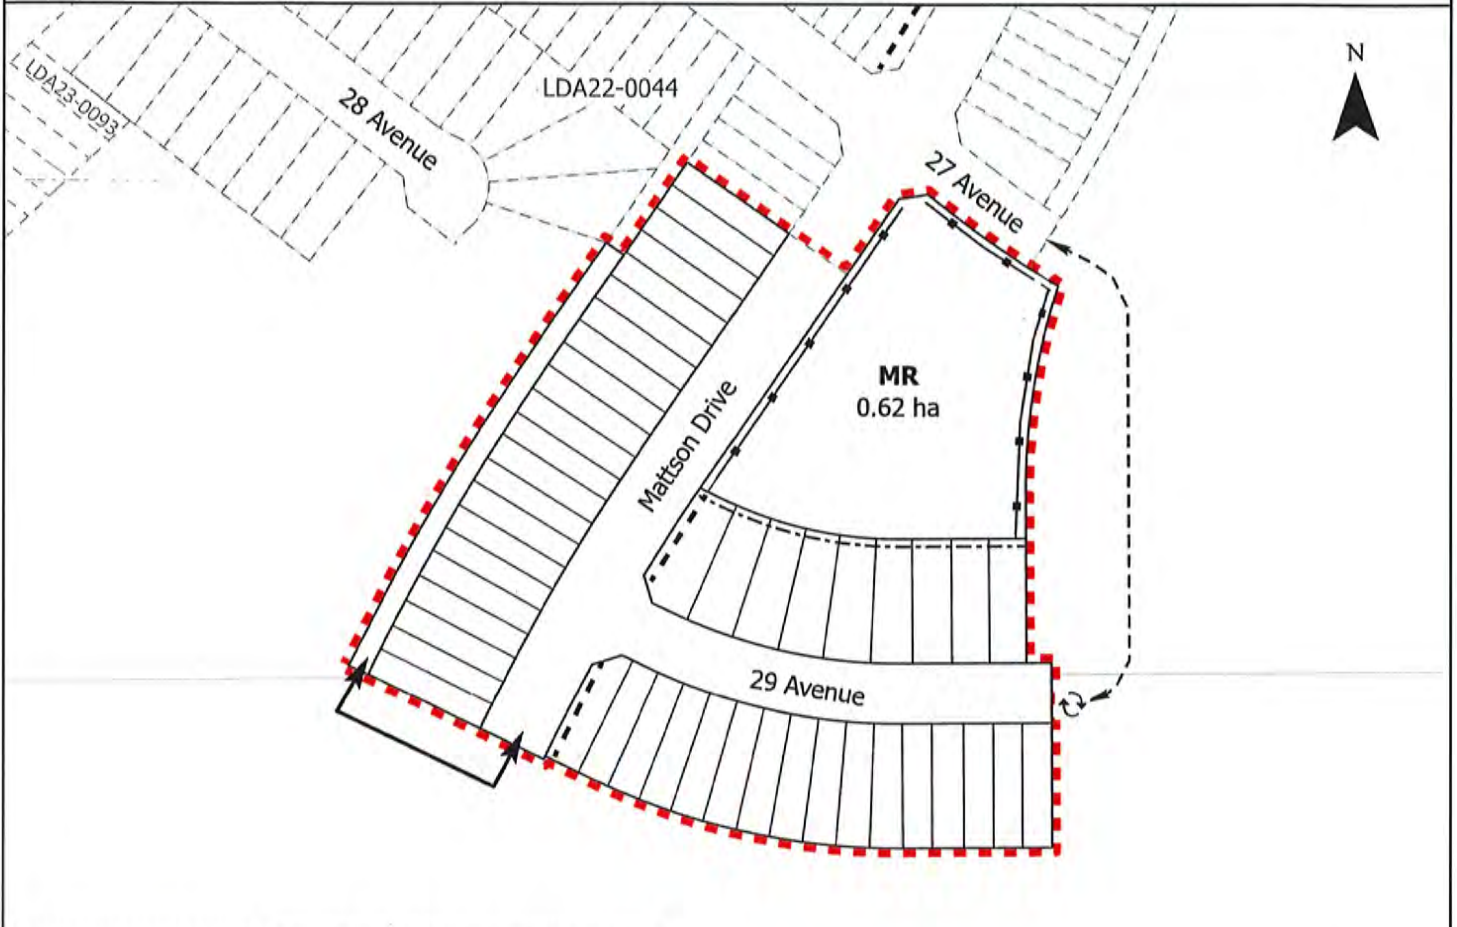 N
LDA22-0044
LDA23-0093
28 Avenue
27 Avenue
MR
0.62 ha
Mattson Drive
29 Avenue